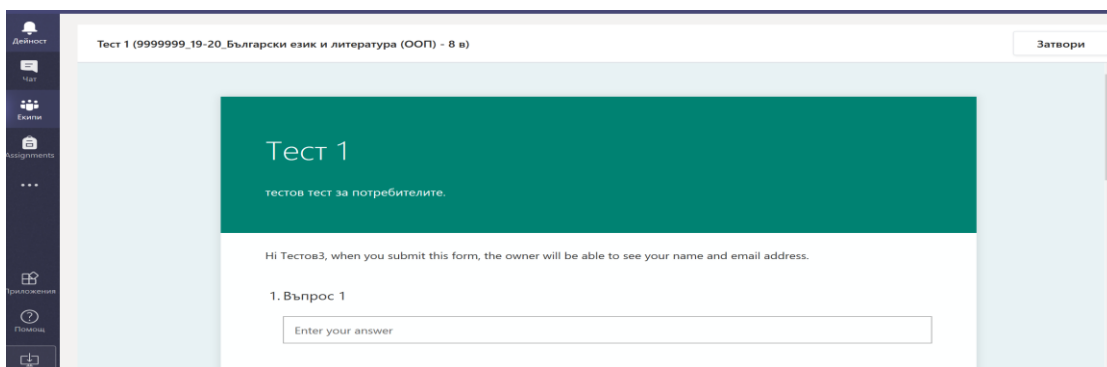 Дейност
Чат
Екипи
Assignments
...
Приложения
Помощ
Тест 1 (9999999_19-20_Български език и литература (ООП) - 8 в)
Затвори
Тест 1
тестов тест за потребителите.
Hi Тестов3, when you submit this form, the owner will be able to see your name and email address.
1. Въпрос 1
Enter your answer